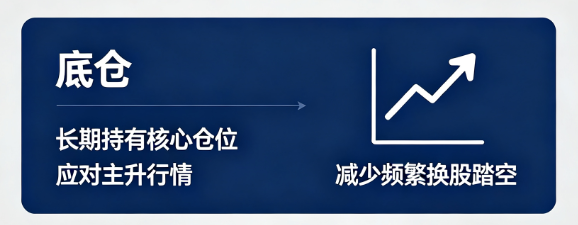 底仓
长期持有核心仓位
应对主升行情
减少频繁换股踏空